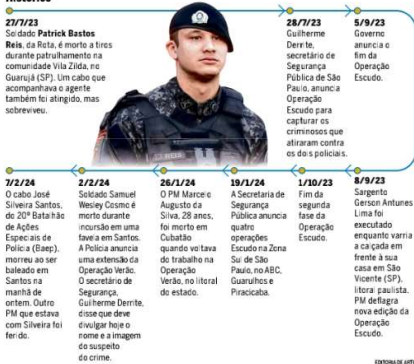 Histórico
27/7/23
Soldado Patrick Bastos
Reis, da Rota, é morto a tiros
durante patrulhamento na
comunidade Vila Zilda, no
Guarujá (SP). Um cabo que
acompanhava o agente
também foi atingido, mas
sobreviveu.
28/7/23
Guilherme
Derrite,
secretário de
Segurança
Pública de São
Paulo, anuncia
Operação
Escudo para
capturar os
criminosos que
atiraram contra
os dois policiais.
5/9/23
Governo
anuncia o
fim da
Operação
Escudo.
7/2/24
O cabo José
Silveira Santos,
do 20º Batalhão
de Ações
Especiais de
Polícia (Baep),
morreu ao ser
baleado em
Santos na
manhã de
ontem. Outro
PM que estava
com Silveira foi
ferido.
2/2/24
Soldado Samuel
Wesley Cosmo é
morto durante
incursão em uma
favela em Santos.
A Polícia anuncia
uma extensão da
Operação Verão.
O secretário de
Segurança,
Guilherme Derrite,
disse que deve
divulgar hoje o
nome e a imagem
do suspeito
do crime.
26/1/24
O PM Marcelo
Augusto da
Silva, 28 anos,
foi morto em
Cubatão
quando voltava
do trabalho na
Operação
Verão, no litoral
do estado.
19/1/24
A Secretaria de
Segurança
Pública anuncia
quatro
operações
Escudo na Zona
Sul de São
Paulo, no ABC,
Guarulhos e
Piracicaba.
1/10/23
Fim da
segunda
fase da
Operação
Escudo.
8/9/23
Sargento
Gerson Antunes
Lima foi
executado
enquanto varria
a calçada em
frente à sua
casa em São
Vicente (SP),
litoral paulista.
PM deflagra
nova edição da
Operação
Escudo.
EDITORIA DE ARTE